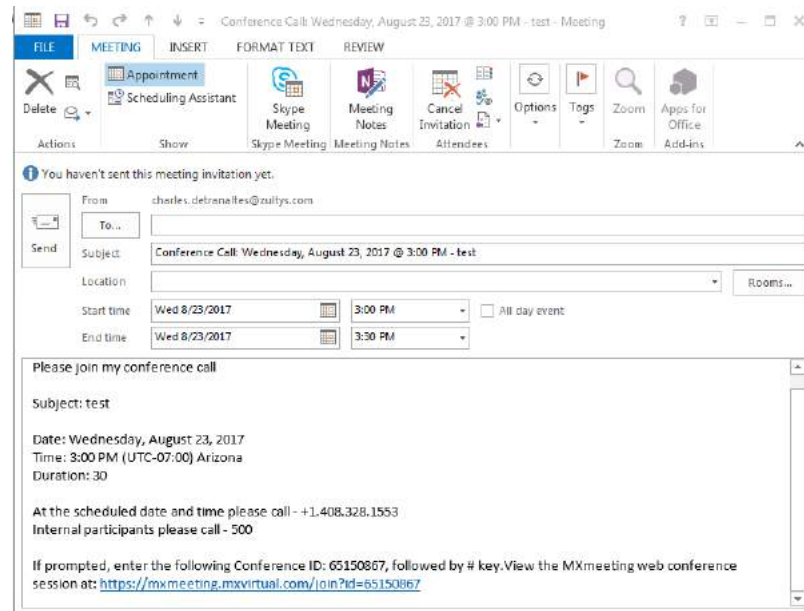 Conference Call: Wednesday, August 23, 2017 @ 3:00 PM - test - Meeting
FILE MEETING INSERT FORMAT TEXT REVIEW
Delete
Actions
Appointment
Scheduling Assistant
Show
Skype Meeting
Skype Meeting
Meeting Notes
Meeting Notes
Cancel Invitation
Attendees
Options
Tags
Zoom
Zoom
Apps for Office
Add-ins
You haven't sent this meeting invitation yet.
Send
From charles.detranaltes@zultys.com
To...
Subject Conference Call: Wednesday, August 23, 2017 @ 3:00 PM - test
Location Rooms...
Start time Wed 8/23/2017 3:00 PM All day event
End time Wed 8/23/2017 3:30 PM
Please join my conference call
Subject: test
Date: Wednesday, August 23, 2017
Time: 3:00 PM (UTC-07:00) Arizona
Duration: 30
At the scheduled date and time please call - +1.408.328.1553
Internal participants please call - 500
If prompted, enter the following Conference ID: 65150867, followed by # key.View the MXmeeting web conference
session at: https://mxmeeting.mxvirtual.com/join?id=65150867